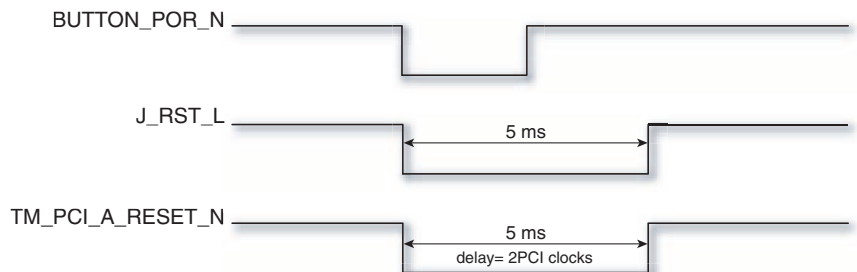 BUTTON_POR_N
J_RST_L
5 ms
TM_PCI_A_RESET_N
5 ms
delay= 2PCI clocks